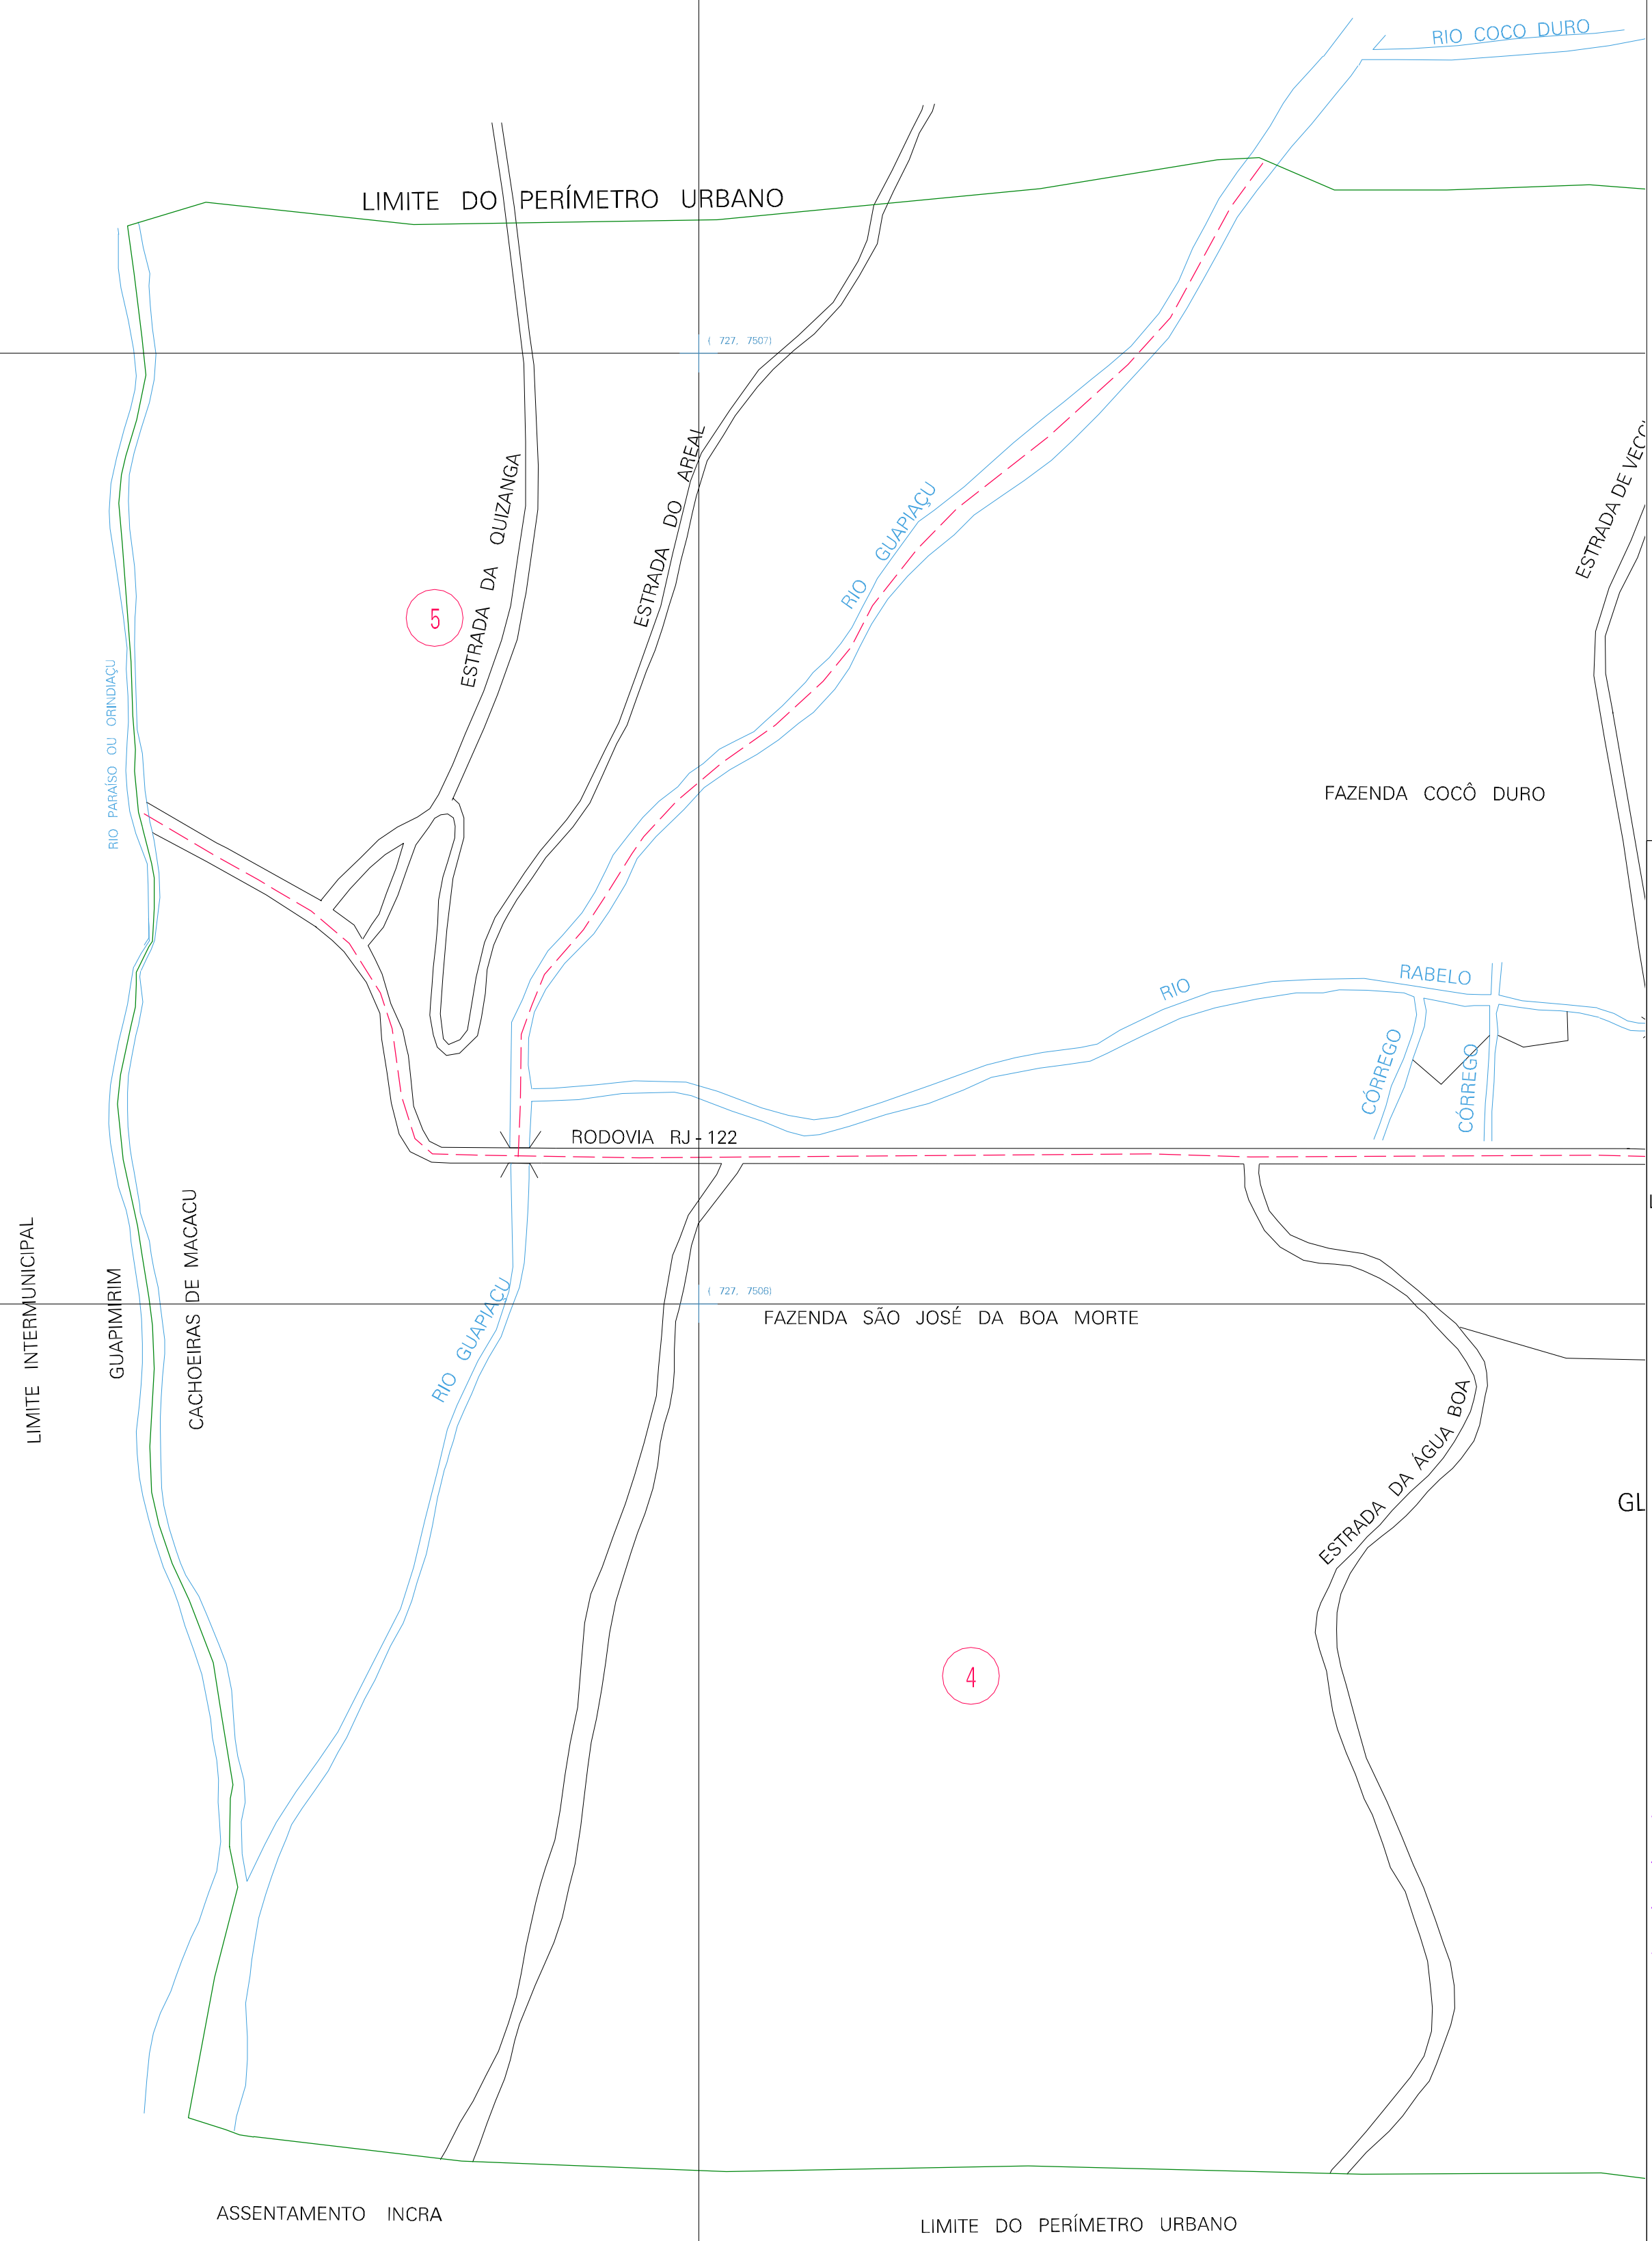 RIO COCO DURO
LIMITE DO PERÍMETRO URBANO
( 727, 7507)
ESTRADA DE VECC
ESTRADA DO AREAL
ESTRADA DA QUIZANGA
RIO GUAPIAÇU
5
RIO PARAÍSO OU ORINDIAÇU
FAZENDA COCÔ DURO
RIO RABELO
CÓRREGO
CÓRREGO
RODOVIA RJ - 122
LIMITE INTERMUNICIPAL
GUAPIMIRIM
CACHOEIRAS DE MACACU
RIO GUAPIAÇU
( 727, 7506)
FAZENDA SÃO JOSÉ DA BOA MORTE
ESTRADA DA ÁGUA BOA
GL
4
ASSENTAMENTO INCRA
LIMITE DO PERÍMETRO URBANO